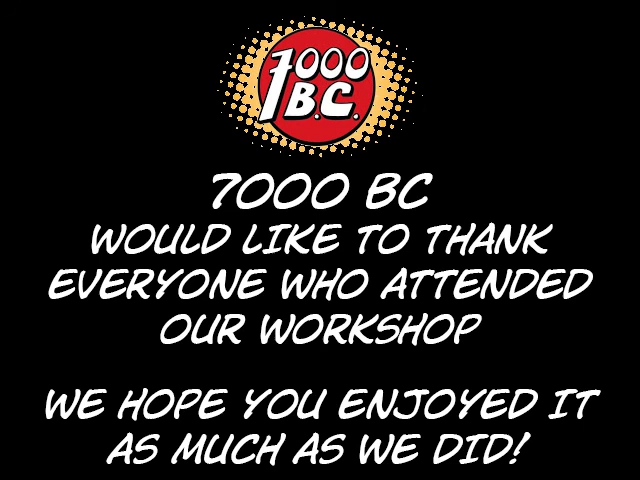 7000
B.C.
7000 BC
WOULD LIKE TO THANK
EVERYONE WHO ATTENDED
OUR WORKSHOP
WE HOPE YOU ENJOYED IT
AS MUCH AS WE DID!